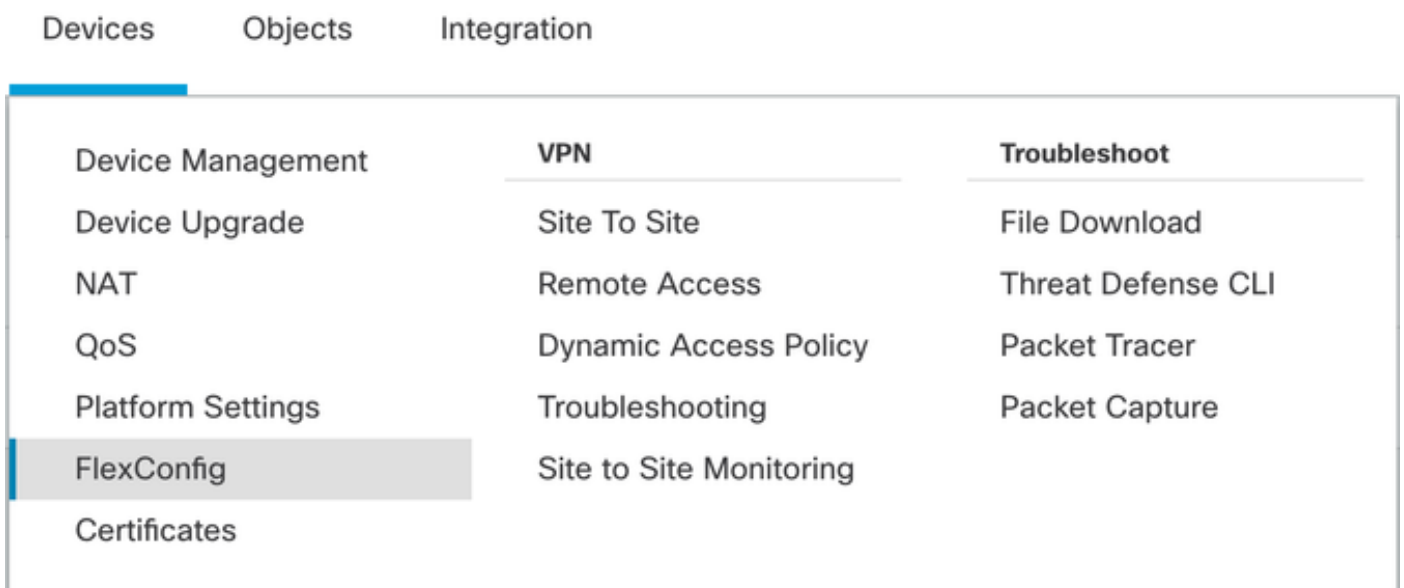 Devices Objects Integration
Device Management
Device Upgrade
NAT
QoS
Platform Settings
FlexConfig
Certificates
VPN
Site To Site
Remote Access
Dynamic Access Policy
Troubleshooting
Site to Site Monitoring
Troubleshoot
File Download
Threat Defense CLI
Packet Tracer
Packet Capture